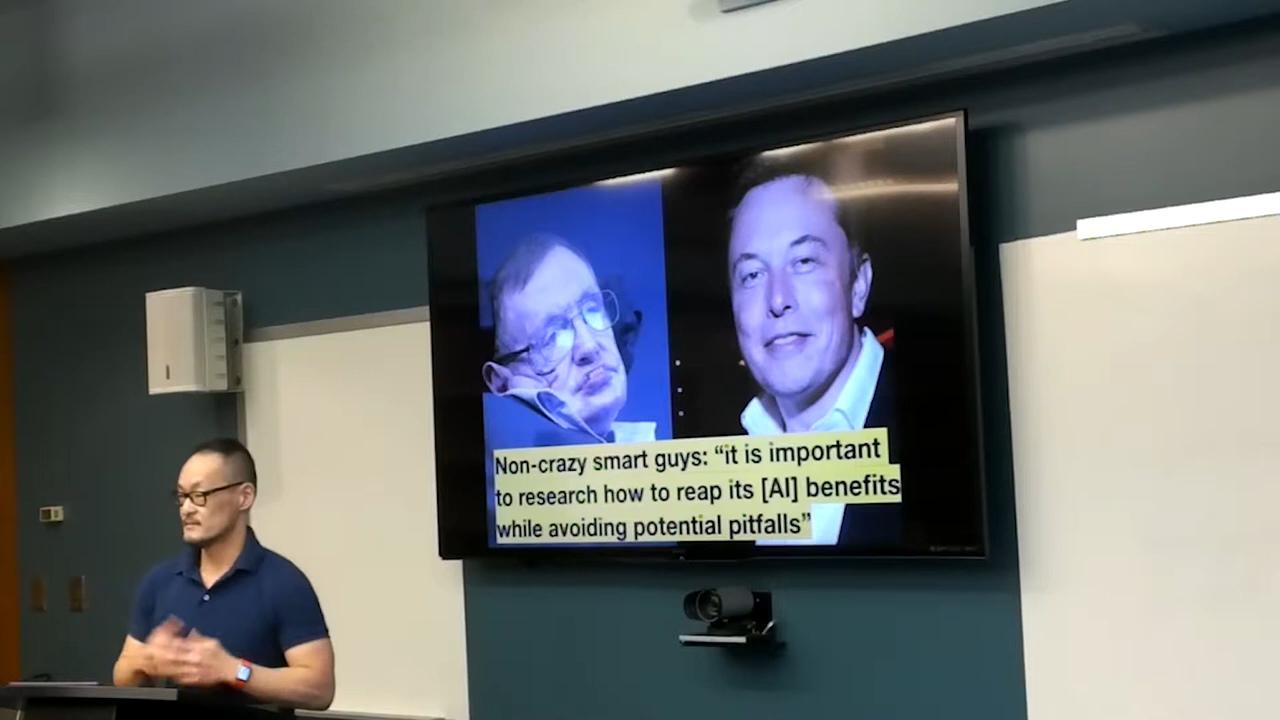 Non-crazy smart guys: “it is important
to research how to reap its [AI] benefits
while avoiding potential pitfalls”